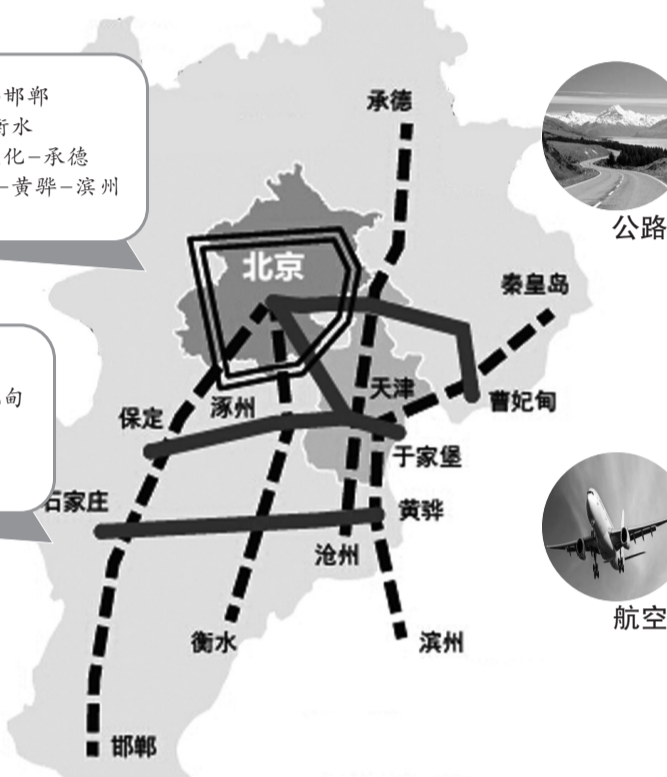 邯郸
衡水
化-承德
-黄骅-滨州
甸
承德
公路
北京
秦皇岛
天津
曹妃甸
涿州
保定
于家堡
石家庄
黄骅
沧州
航空
衡水
滨州
邯郸